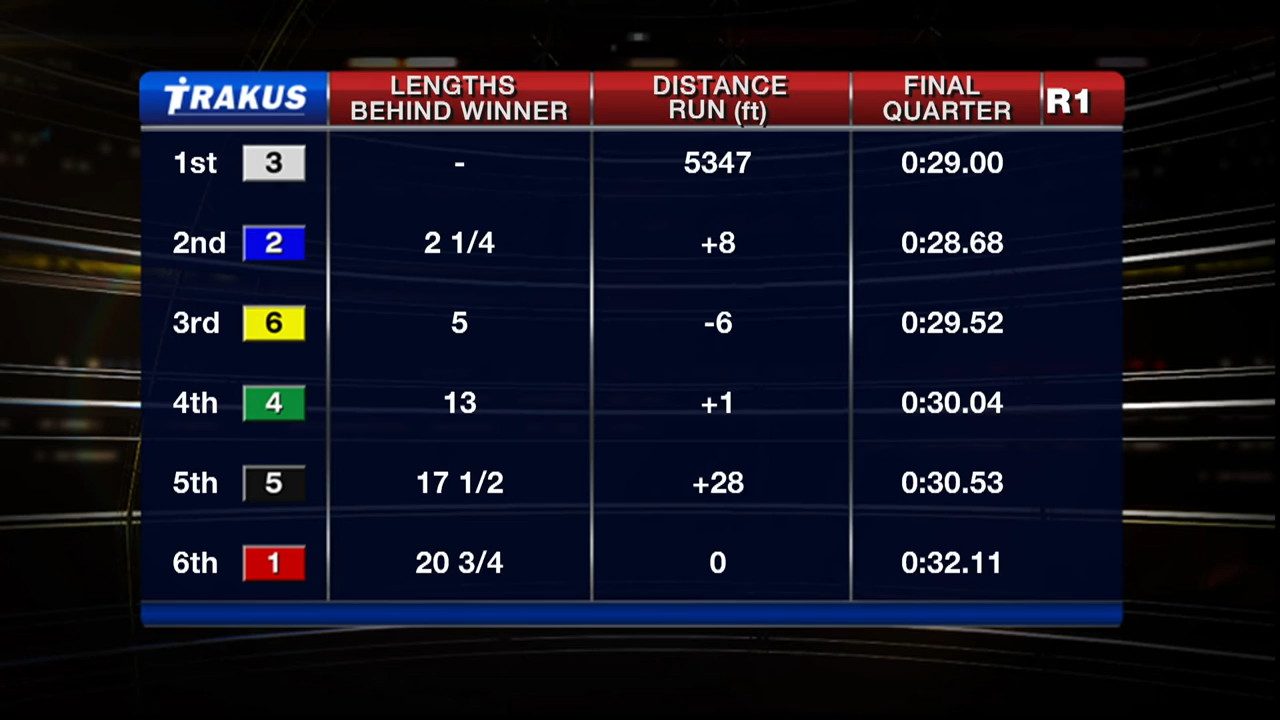 TRAKUS LENGTHS BEHIND WINNER DISTANCE RUN (ft) FINAL QUARTER R1
1st 3 - 5347 0:29.00
2nd 2 2 1/4 +8 0:28.68
3rd 6 5 -6 0:29.52
4th 4 13 +1 0:30.04
5th 5 17 1/2 +28 0:30.53
6th 1 20 3/4 0 0:32.11